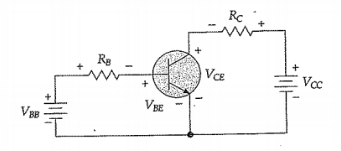 − R_C +
+ R_B − + + V_CE
V_BE − −
+ V_BB −
+ V_CC −